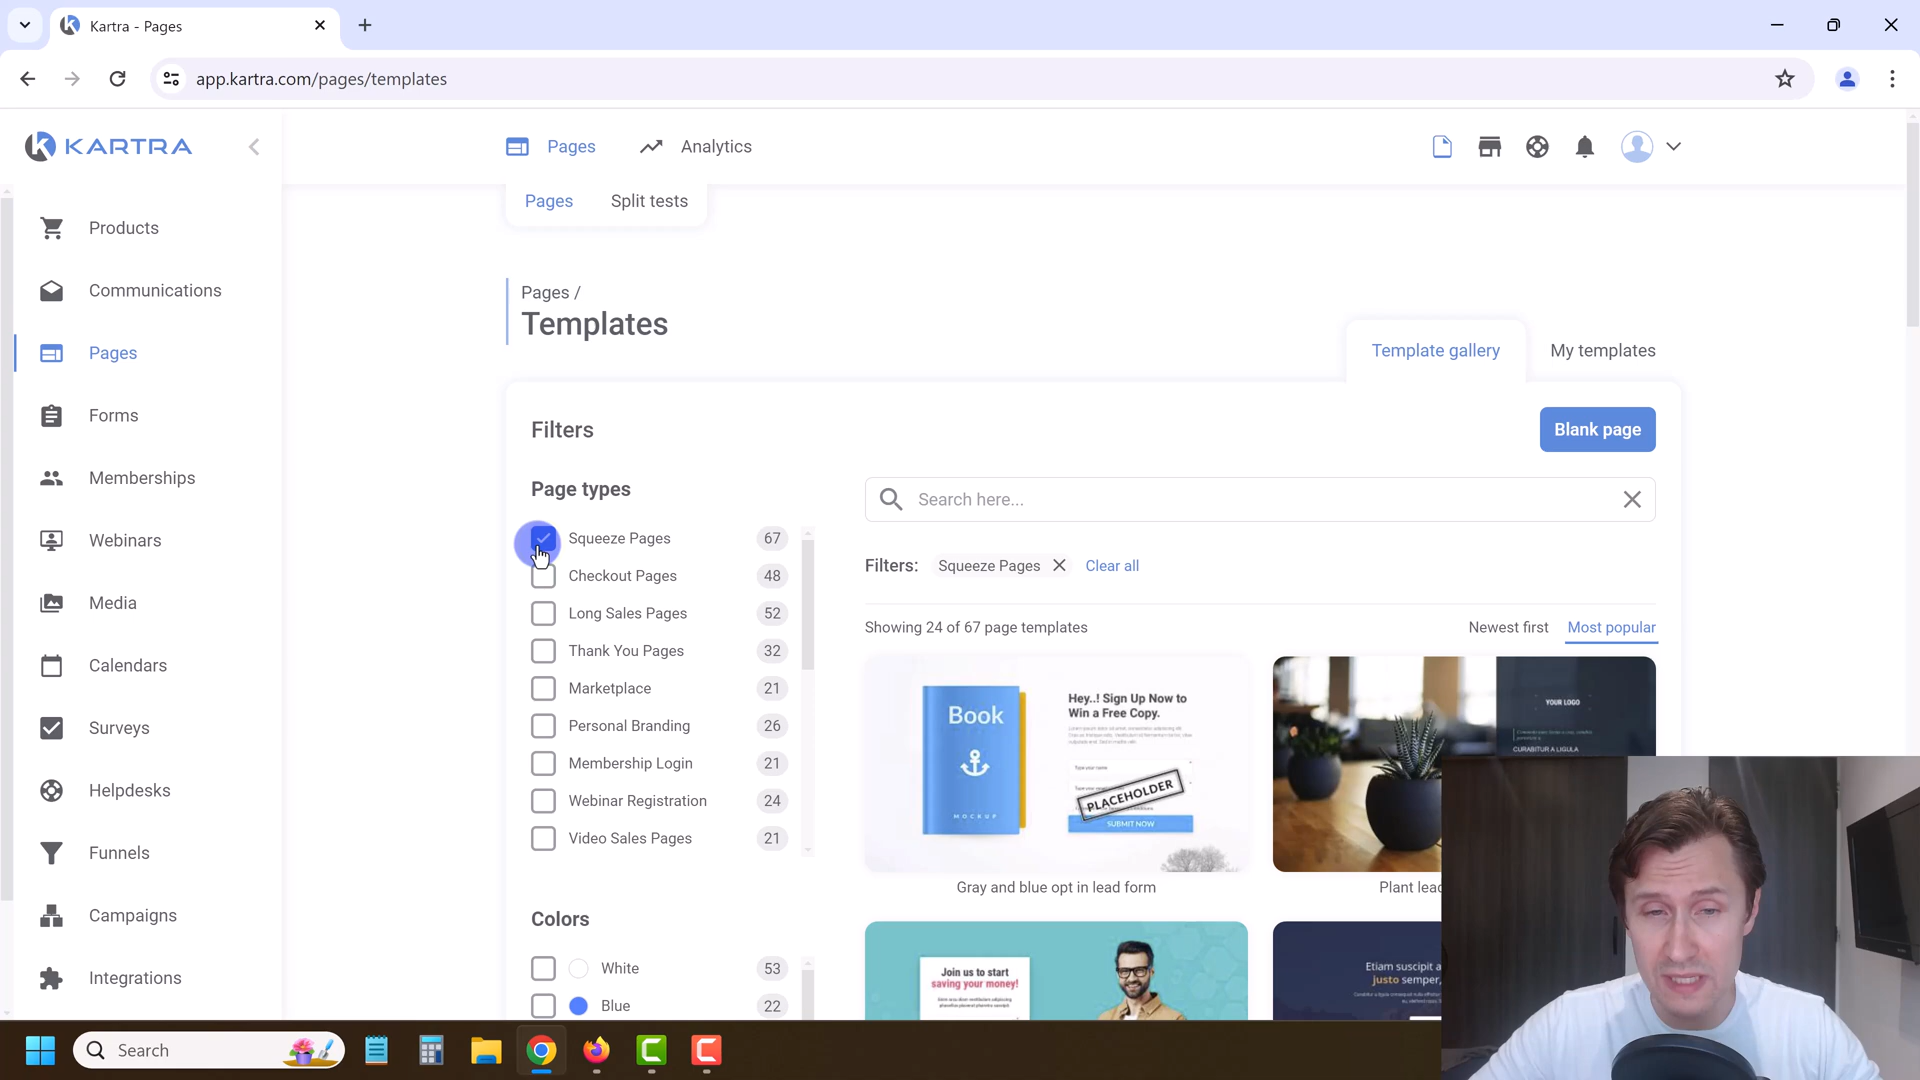 Kartra - Pages
app.kartra.com/pages/templates
KARTRA
Products
Communications
Pages
Forms
Memberships
Webinars
Media
Calendars
Surveys
Helpdesks
Funnels
Campaigns
Integrations
Pages
Analytics
Pages
Split tests
Pages /
Templates
Template gallery
My templates
Filters
Blank page
Page types
Squeeze Pages 67
Checkout Pages 48
Long Sales Pages 52
Thank You Pages 32
Marketplace 21
Personal Branding 26
Membership Login 21
Webinar Registration 24
Video Sales Pages 21
Colors
White 53
Blue 22
Search here...
Filters: Squeeze Pages Clear all
Showing 24 of 67 page templates
Newest first
Most popular
Book
MOCKUP
Hey..! Sign Up Now to
Win a Free Copy.
Type your name
PLACEHOLDER
SUBMIT NOW
Gray and blue opt in lead form
YOUR LOGO
CURABITUR A LIGULA
Plant lead
Join us to start
saving your money!
Etiam suscipit a
justo semper,
Search